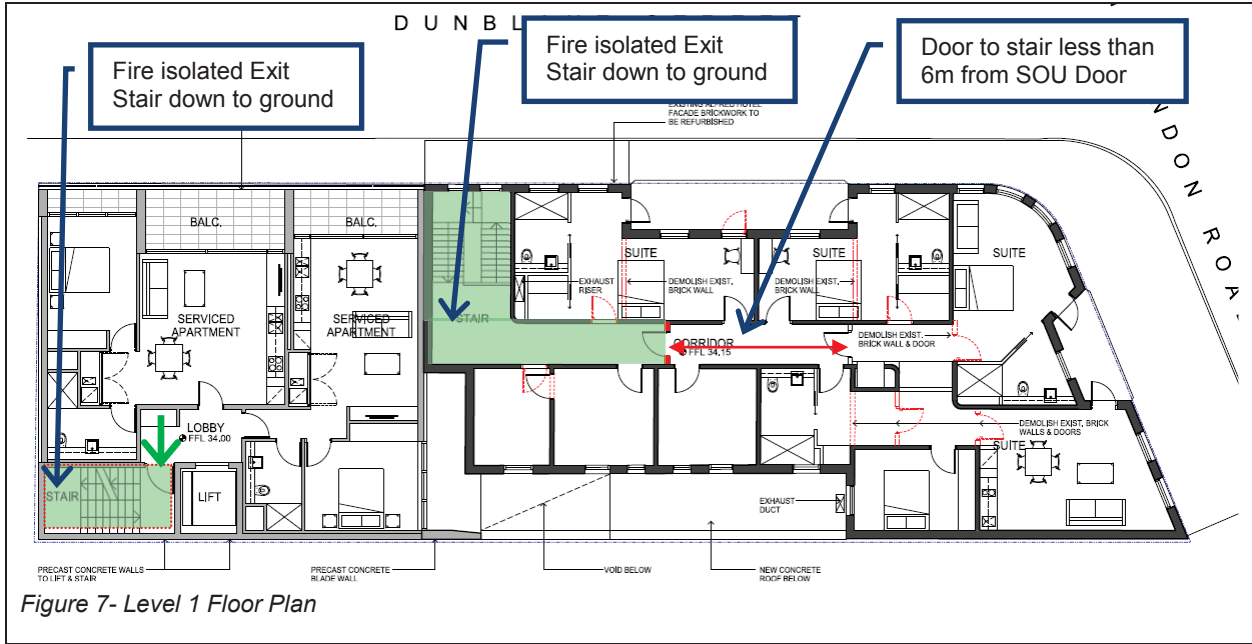 DUNBL
Fire isolated Exit
Stair down to ground
Fire isolated Exit
Stair down to ground
Door to stair less than
6m from SOU Door
EXISTING ALFRED HOTEL
FACADE BRICKWORK TO
BE REFURBISHED
NDON ROA
BALC.
BALC.
SUITE
SUITE
SUITE
EXHAUST
RISER
DEMOLISH EXIST.
BRICK WALL
DEMOLISH EXIST.
BRICK WALL
SERVICED
APARTMENT
SERVICED
APARTMENT
STAIR
CORRIDOR
FFL 34.15
DEMOLISH EXIST.
BRICK WALL & DOOR
LOBBY
FFL 34.00
DEMOLISH EXIST. BRICK
WALLS & DOORS
SUITE
STAIR
LIFT
EXHAUST
DUCT
PRECAST CONCRETE WALLS
TO LIFT & STAIR
PRECAST CONCRETE
BLADE WALL
VOID BELOW
NEW CONCRETE
ROOF BELOW
Figure 7- Level 1 Floor Plan